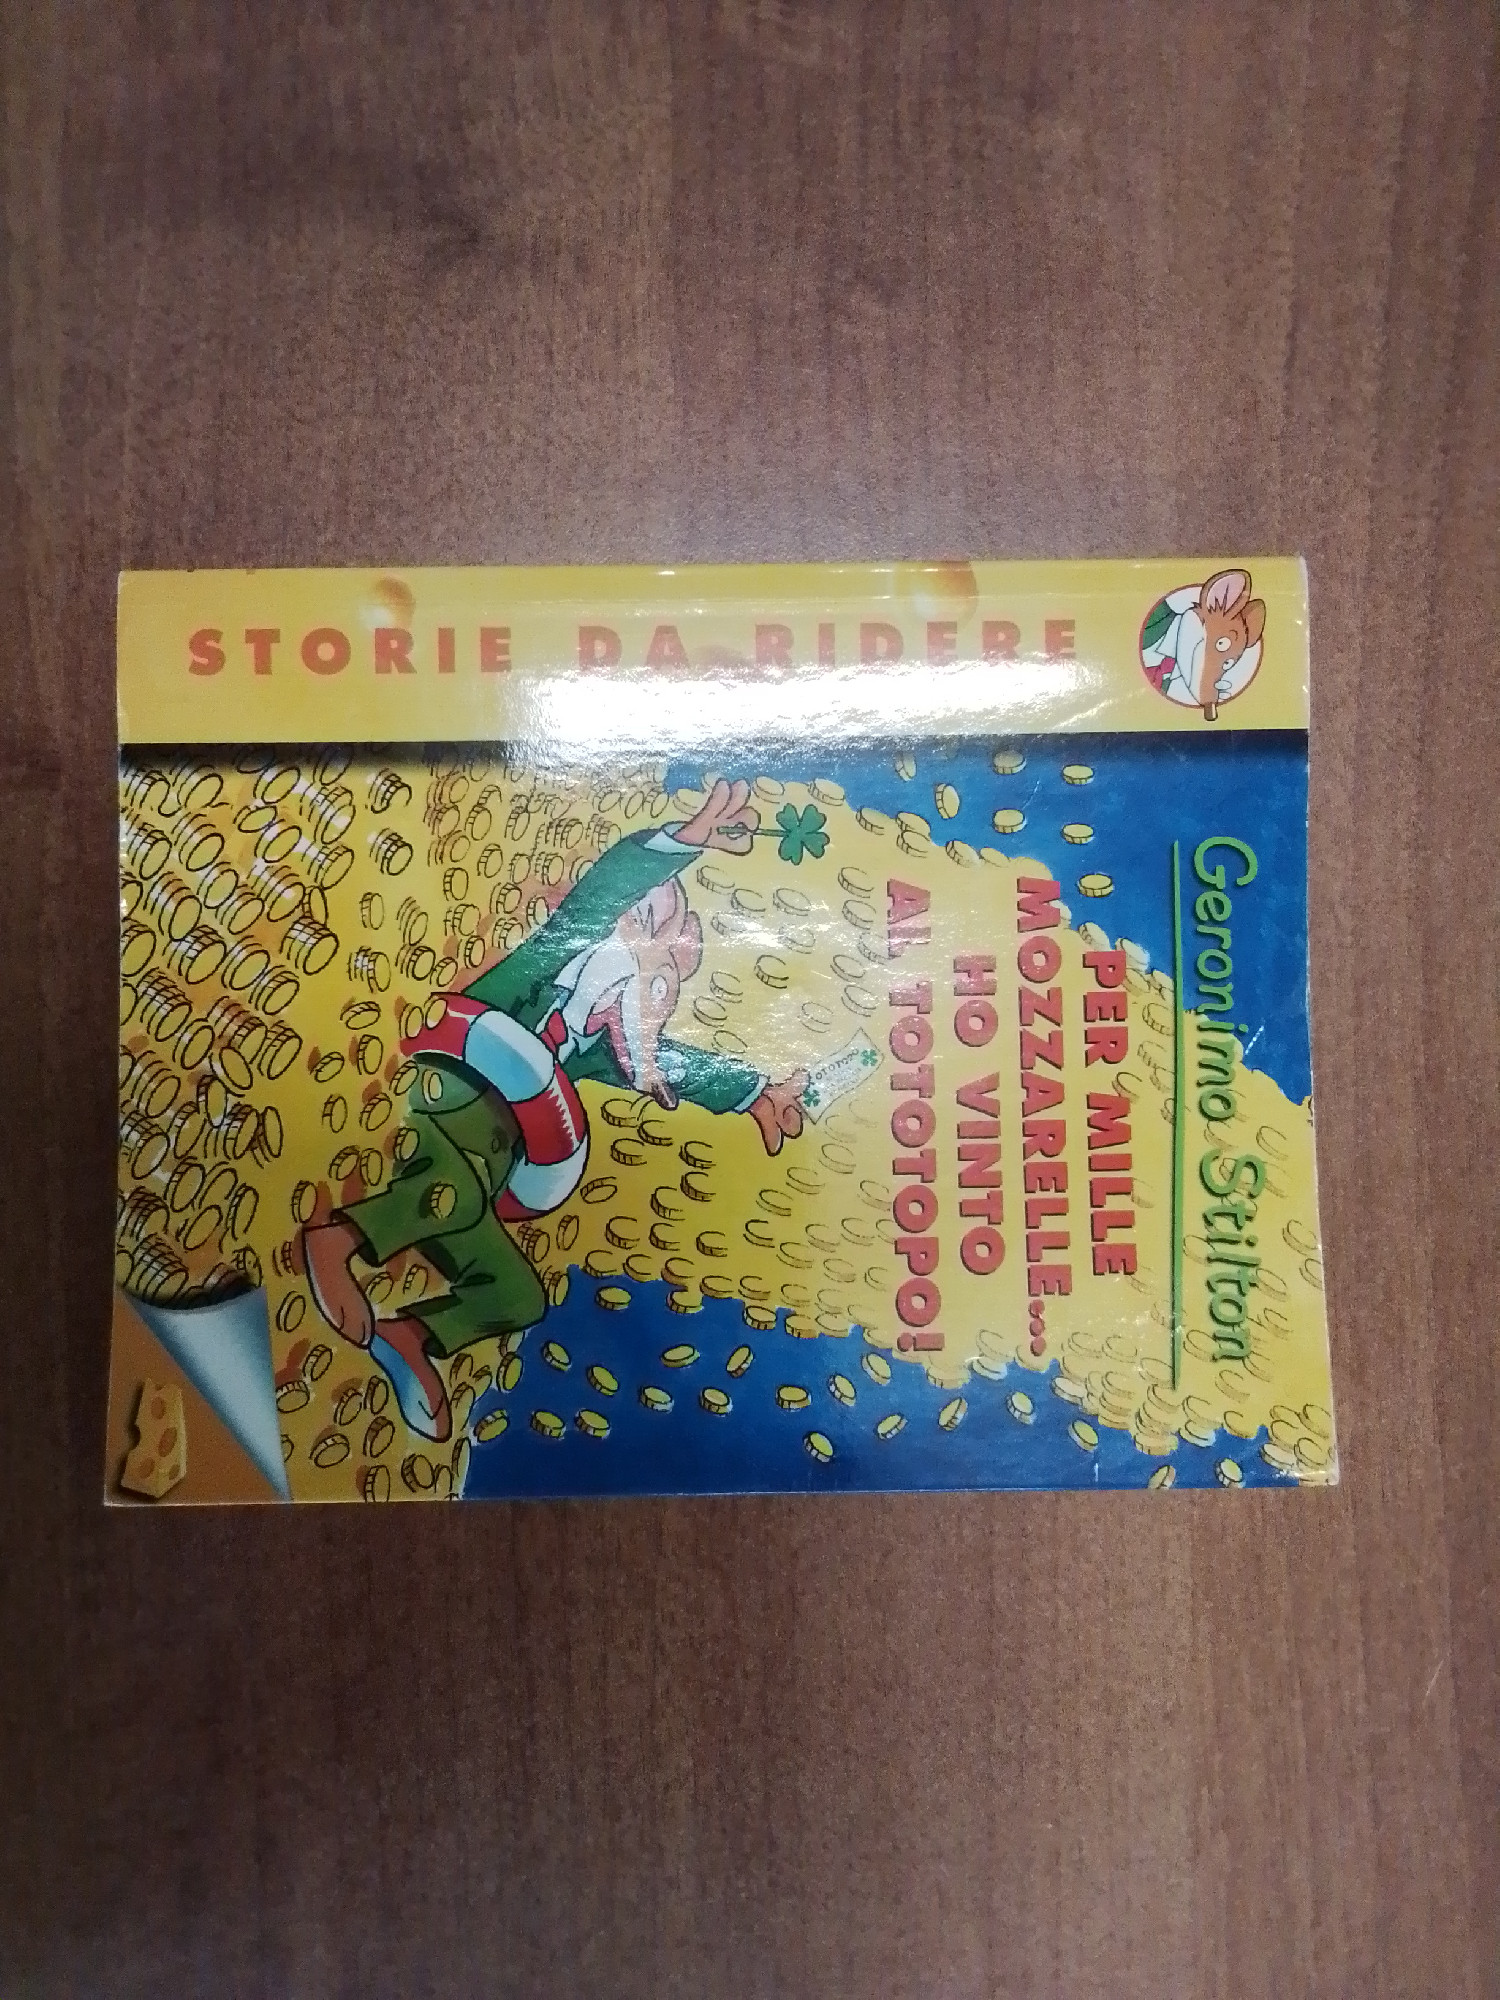 Geronimo Stilton
PER MILLE
MOZZARELLE...
HO VINTO
AL TOTOTOPO!
STORIE DA RIDERE